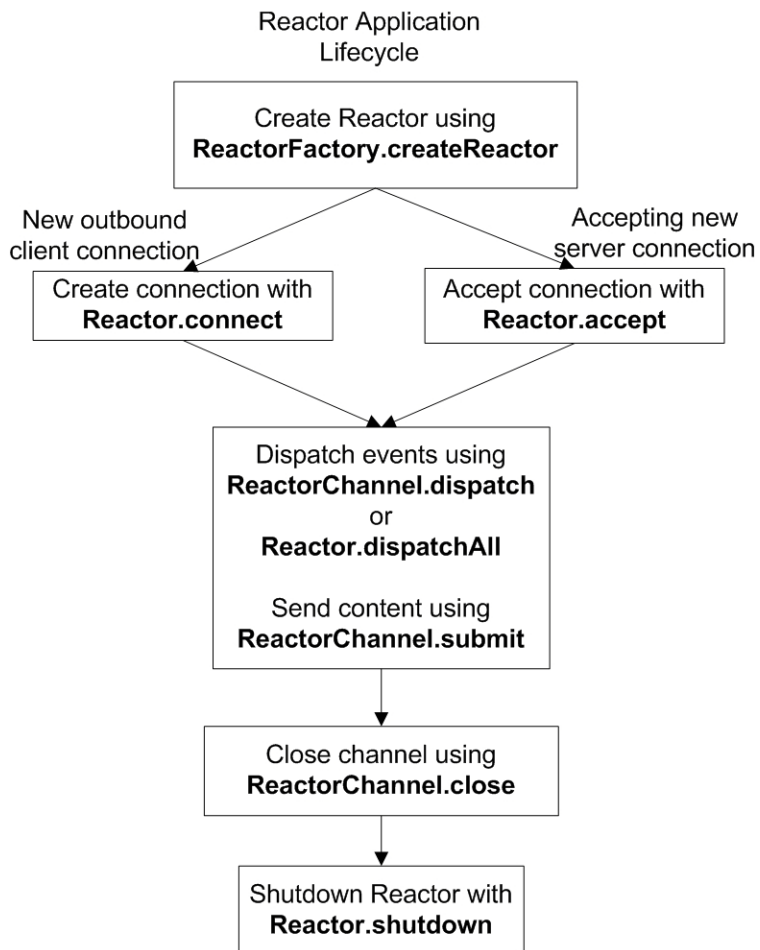 Reactor Application
Lifecycle
Create Reactor using
ReactorFactory.createReactor
New outbound
client connection
Accepting new
server connection
Create connection with
Reactor.connect
Accept connection with
Reactor.accept
Dispatch events using
ReactorChannel.dispatch
or
Reactor.dispatchAll
Send content using
ReactorChannel.submit
Close channel using
ReactorChannel.close
Shutdown Reactor with
Reactor.shutdown